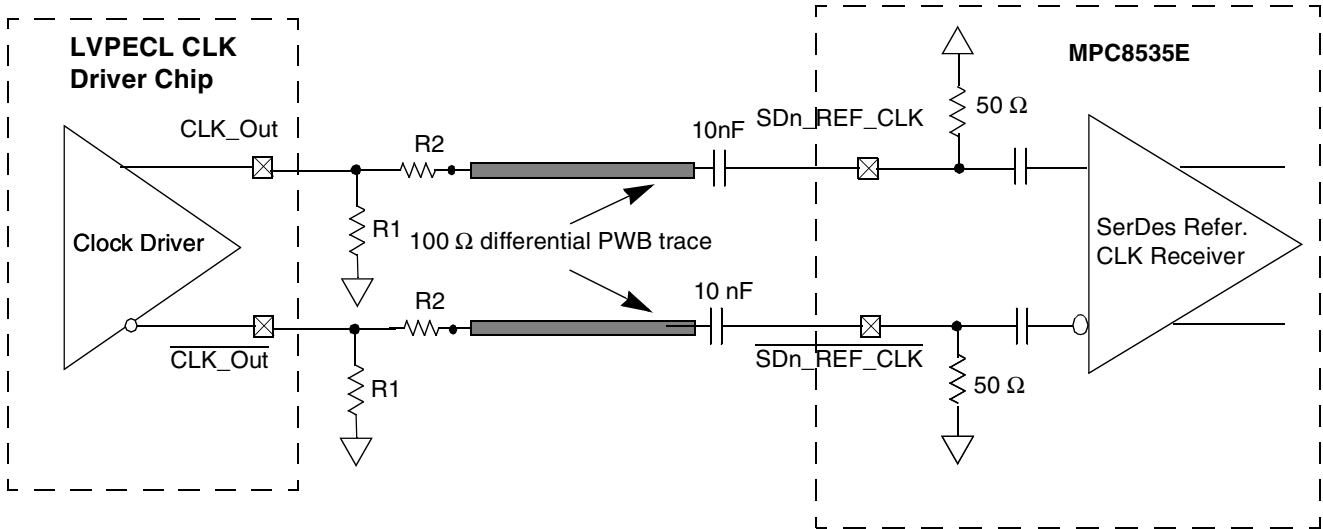 LVPECL CLK
Driver Chip
MPC8535E
CLK_Out
R2
10nF
SDn_REF_CLK
50 Ω
R1
Clock Driver
100 Ω differential PWB trace
SerDes Refer.
CLK Receiver
R2
10 nF
CLK_Out
SDn_REF_CLK
R1
50 Ω